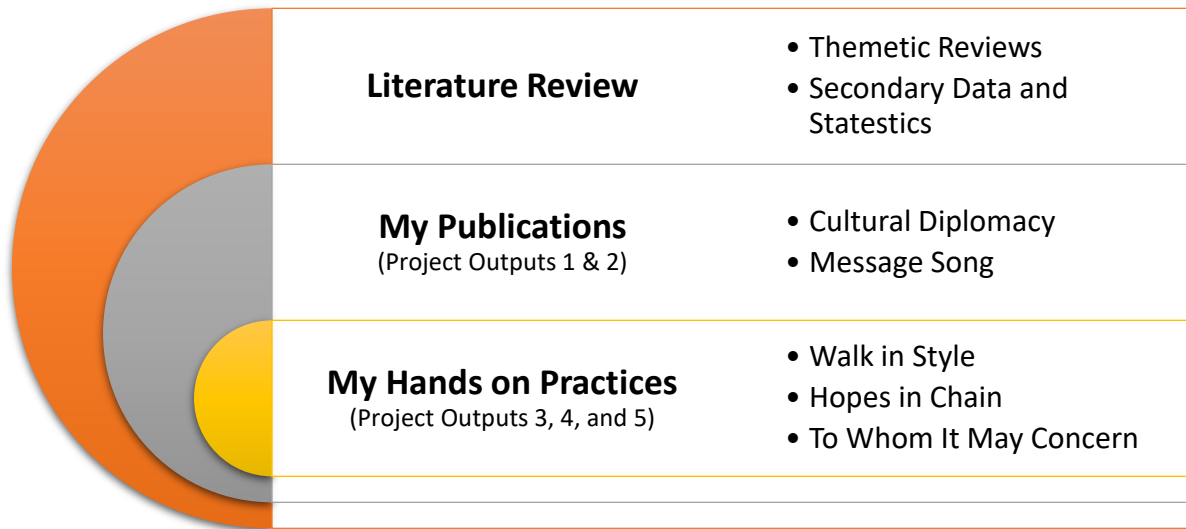 Literature Review
• Themetic Reviews
• Secondary Data and
Statestics
My Publications
(Project Outputs 1 & 2)
• Cultural Diplomacy
• Message Song
My Hands on Practices
(Project Outputs 3, 4, and 5)
• Walk in Style
• Hopes in Chain
• To Whom It May Concern